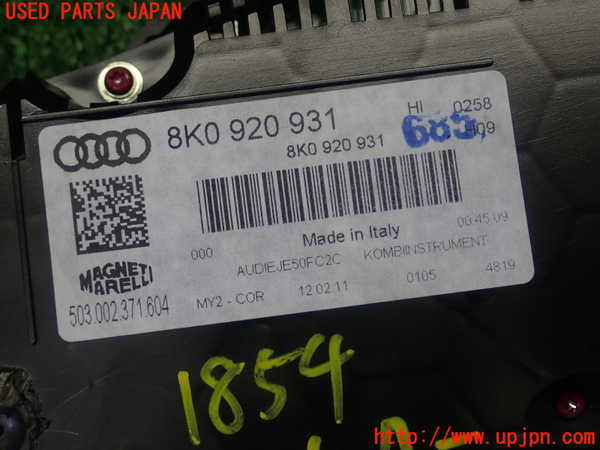 USED PARTS JAPAN
8K0 920 931
HI 0258
8K0 920 931
685,
H09
000
Made in Italy
00:45.09
MAGNETI
MARELLI
AUDIEJE50FC2C KOMBIINSTRUMENT
503.002.371.604
MY2 - COR 12.02.11 0105 4819
1854
© www.upjpn.com